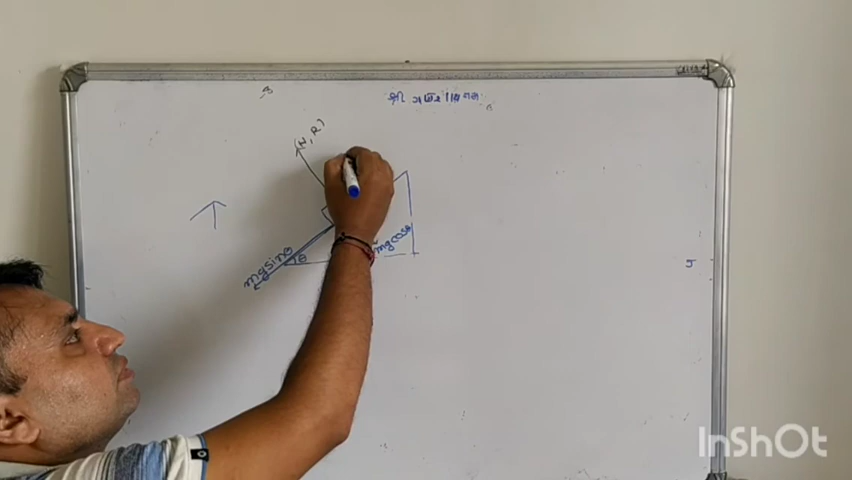 (N, R)
mgsinθ
θ
mgcosθ
InShOt